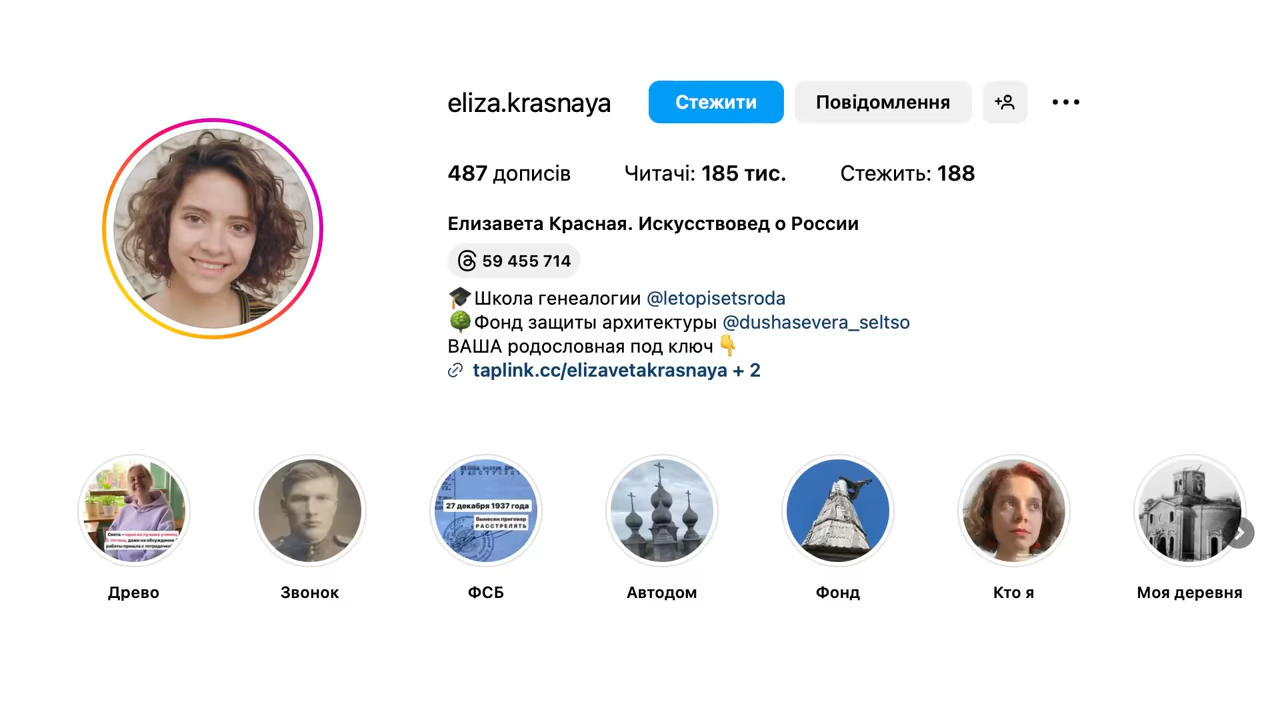 eliza.krasnaya
Стежити
Повідомлення
487 дописів
Читачі: 185 тис.
Стежить: 188
Елизавета Красная. Искусствовед о России
59 455 714
🎓Школа генеалогии @letopisetsroda
🌳Фонд защиты архитектуры @dushasevera_seltso
ВАША родословная под ключ👇
taplink.cc/elizavetakrasnaya + 2
27 декабря 1937 года
Вынесен приговор
РАССТРЕЛЯТЬ
Древо
Звонок
ФСБ
Автодом
Фонд
Кто я
Моя деревня